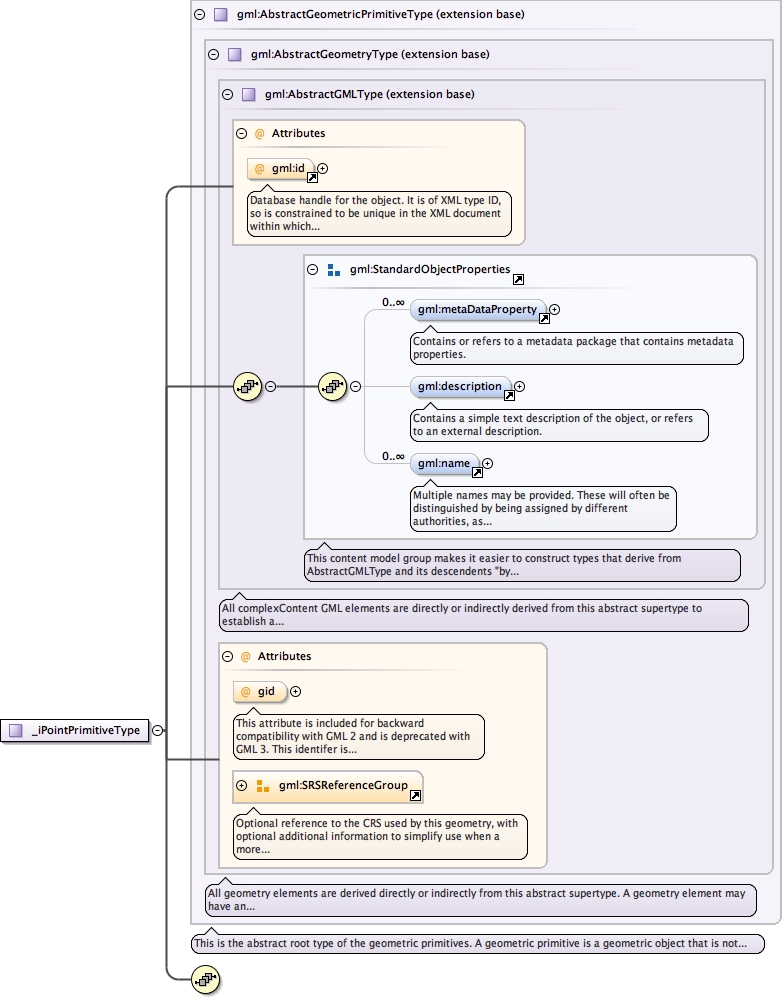 gml:AbstractGeometricPrimitiveType (extension base)
gml:AbstractGeometryType (extension base)
gml:AbstractGMLType (extension base)
@ Attributes
@ gml:id
Database handle for the object. It is of XML type ID,
so is constrained to be unique in the XML document
within which...
gml:StandardObjectProperties
0..∞
gml:metaDataProperty
Contains or refers to a metadata package that contains metadata
properties.
gml:description
Contains a simple text description of the object, or refers
to an external description.
0..∞
gml:name
Multiple names may be provided. These will often be
distinguished by being assigned by different
authorities, as...
This content model group makes it easier to construct types that derive from
AbstractGMLType and its descendents "by...
All complexContent GML elements are directly or indirectly derived from this abstract supertype to
establish a...
@ Attributes
@ gid
This attribute is included for backward
compatibility with GML 2 and is deprecated with
GML 3. This identifer is...
_iPointPrimitiveType
gml:SRSReferenceGroup
Optional reference to the CRS used by this geometry, with
optional additional information to simplify use when a
more...
All geometry elements are derived directly or indirectly from this abstract supertype. A geometry element may
have an...
This is the abstract root type of the geometric primitives. A geometric primitive is a geometric object that is not...